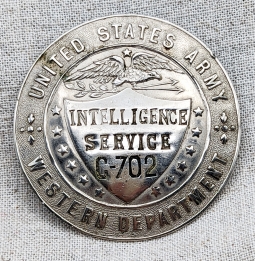 UNITED STATES ARMY
INTELLIGENCE
SERVICE
C-702
WESTERN DEPARTMENT